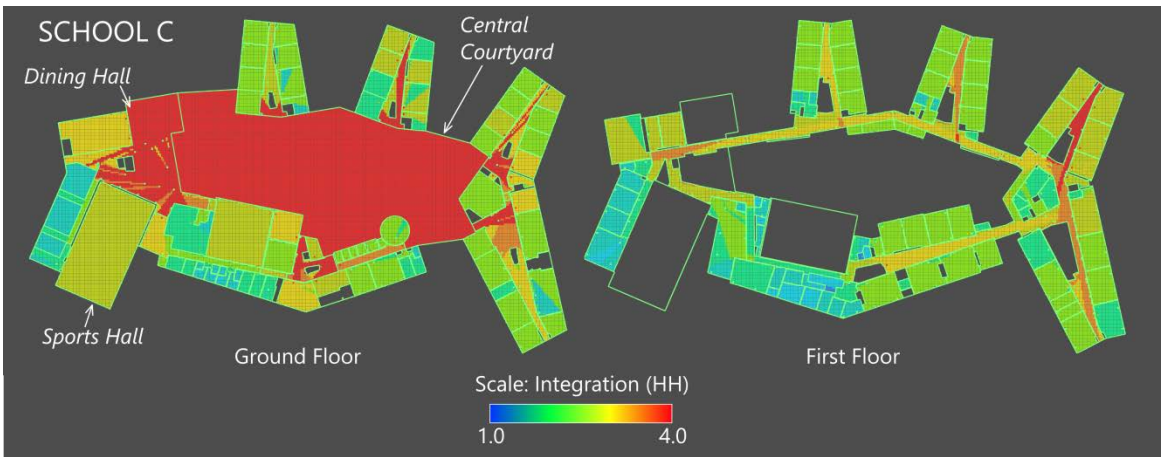 SCHOOL C
Dining Hall
Central
Courtyard
Sports Hall
Ground Floor
First Floor
Scale: Integration (HH)
1.0
4.0